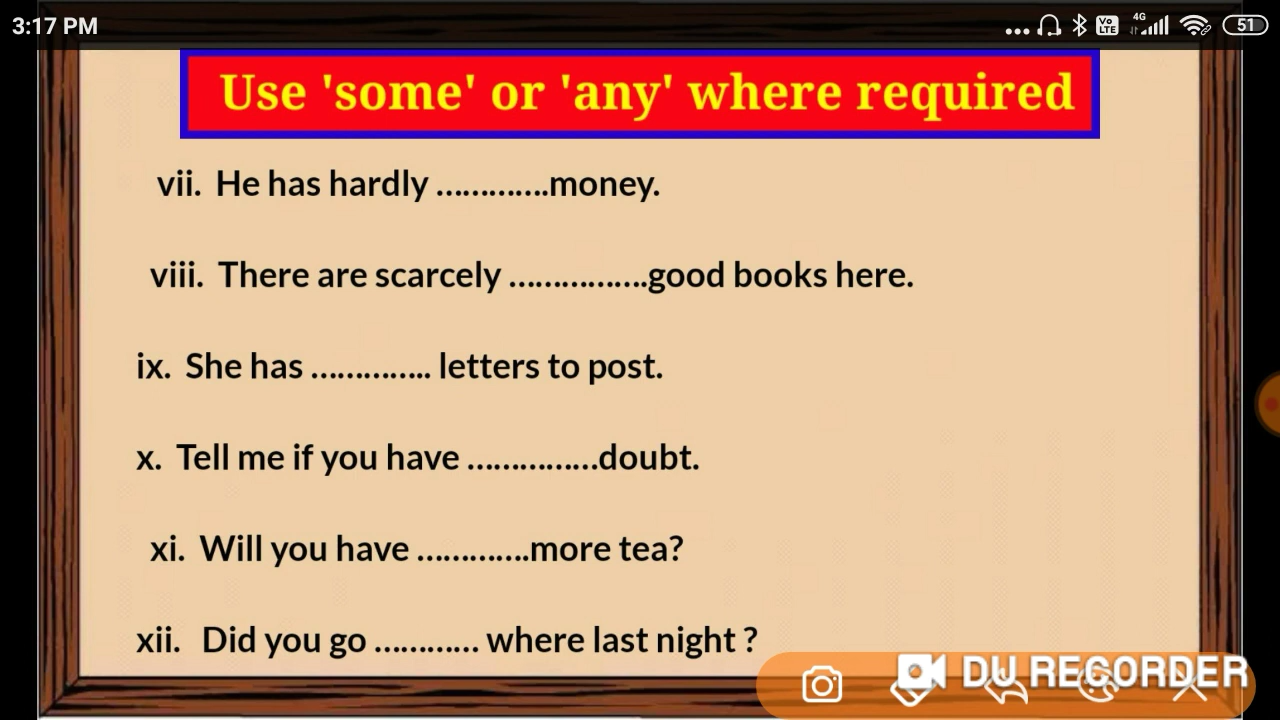 3:17 PM
4G
Vo
LTE
51
Use 'some' or 'any' where required
vii. He has hardly .............money.
viii. There are scarcely ................good books here.
ix. She has .............. letters to post.
x. Tell me if you have ...............doubt.
xi. Will you have .............more tea?
xii. Did you go ............ where last night ?
DU RECORDER